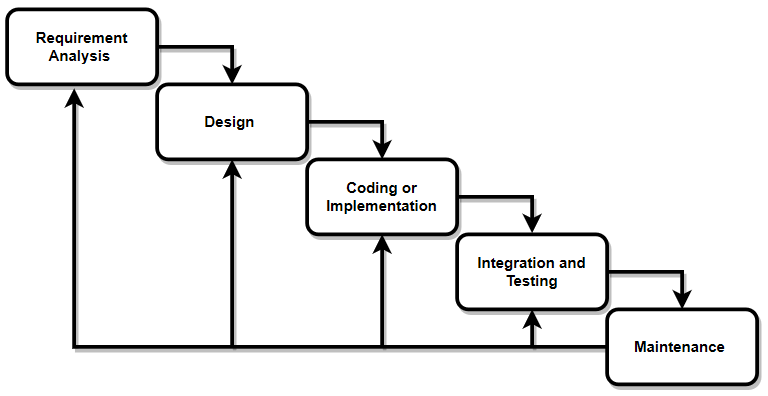 Requirement
Analysis
Design
Coding or
Implementation
Integration and
Testing
Maintenance